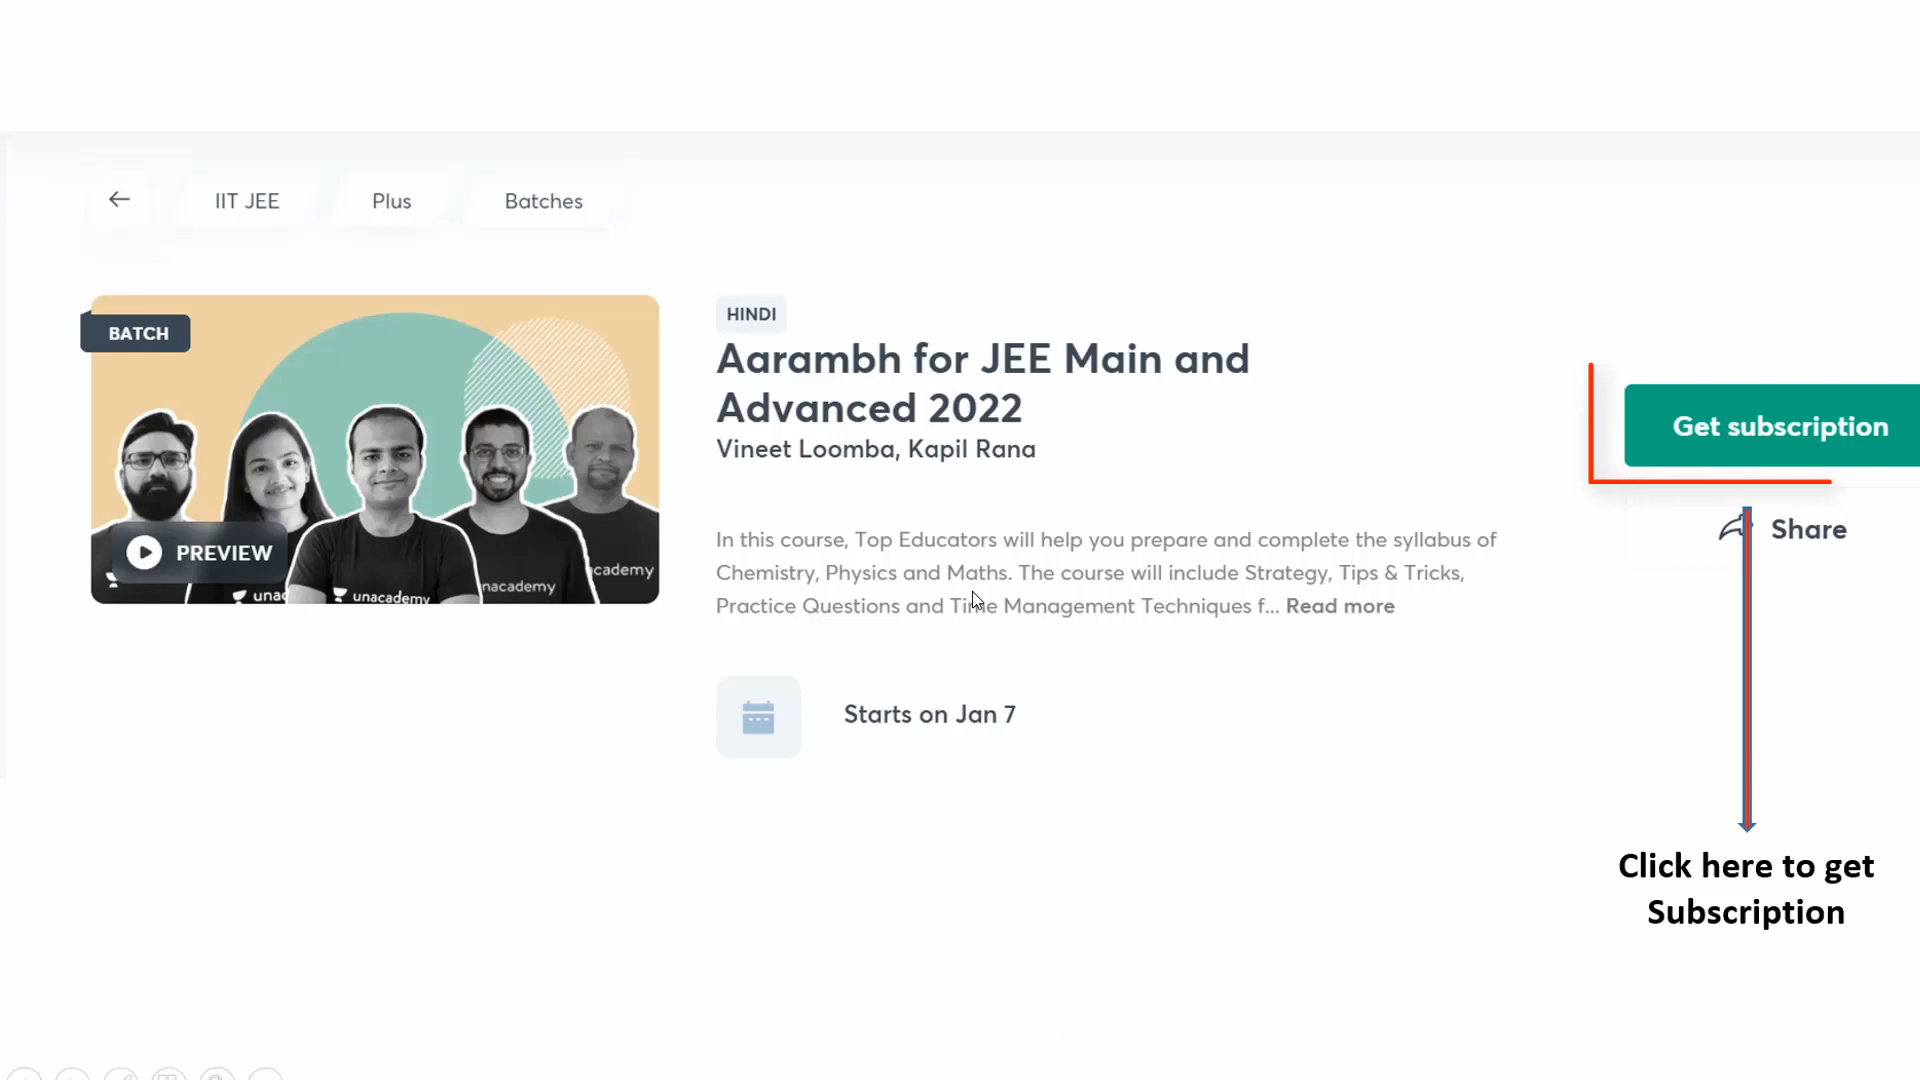 IIT JEE
Plus
Batches
BATCH
PREVIEW
unacademy
nacademy
cademy
HINDI
Aarambh for JEE Main and
Advanced 2022
Vineet Loomba, Kapil Rana
In this course, Top Educators will help you prepare and complete the syllabus of
Chemistry, Physics and Maths. The course will include Strategy, Tips & Tricks,
Practice Questions and Time Management Techniques f... Read more
Starts on Jan 7
Get subscription
Share
Click here to get
Subscription